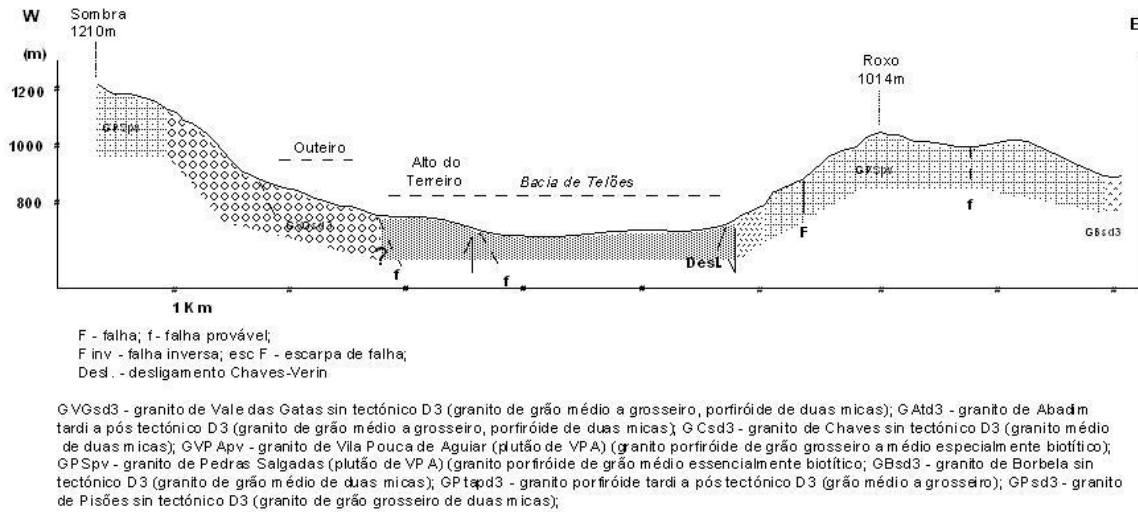 W
Sombra
1210m
E
(m)
Roxo
1014m
1200
GPSpv
1000
Outeiro
Alto do
Terreiro
Bacia de Telões
GPSpv
800
f
f
F
GBsd3
?
f
f
Desl.
1 Km
F - falha; f - falha provável;
F inv - falha inversa; esc F - escarpa de falha;
Desl. - desligamento Chaves-Verin
GVGsd3 - granito de Vale das Gatas sin tectónico D3 (granito de grão médio a grosseiro, porfiróide de duas micas); GAtd3 - granito de Abadim
tardi a pós tectónico D3 (granito de grão médio a grosseiro, porfiróide de duas micas); GCsd3 - granito de Chaves sin tectónico D3 (granito médio
de duas micas); GVPApv - granito de Vila Pouca de Aguiar (plutão de VPA) (granito porfiróide de grão grosseiro a médio especialmente biotítico);
GPSpv - granito de Pedras Salgadas (plutão de VPA) (granito porfiróide de grão médio essencialmente biotítico; GBsd3 - granito de Borbela sin
tectónico D3 (granito de grão médio de duas micas); GPtapd3 - granito porfiróide tardi a pós tectónico D3 (grão médio a grosseiro); GPsd3 - granito
de Pisões sin tectónico D3 (granito de grão grosseiro de duas micas);